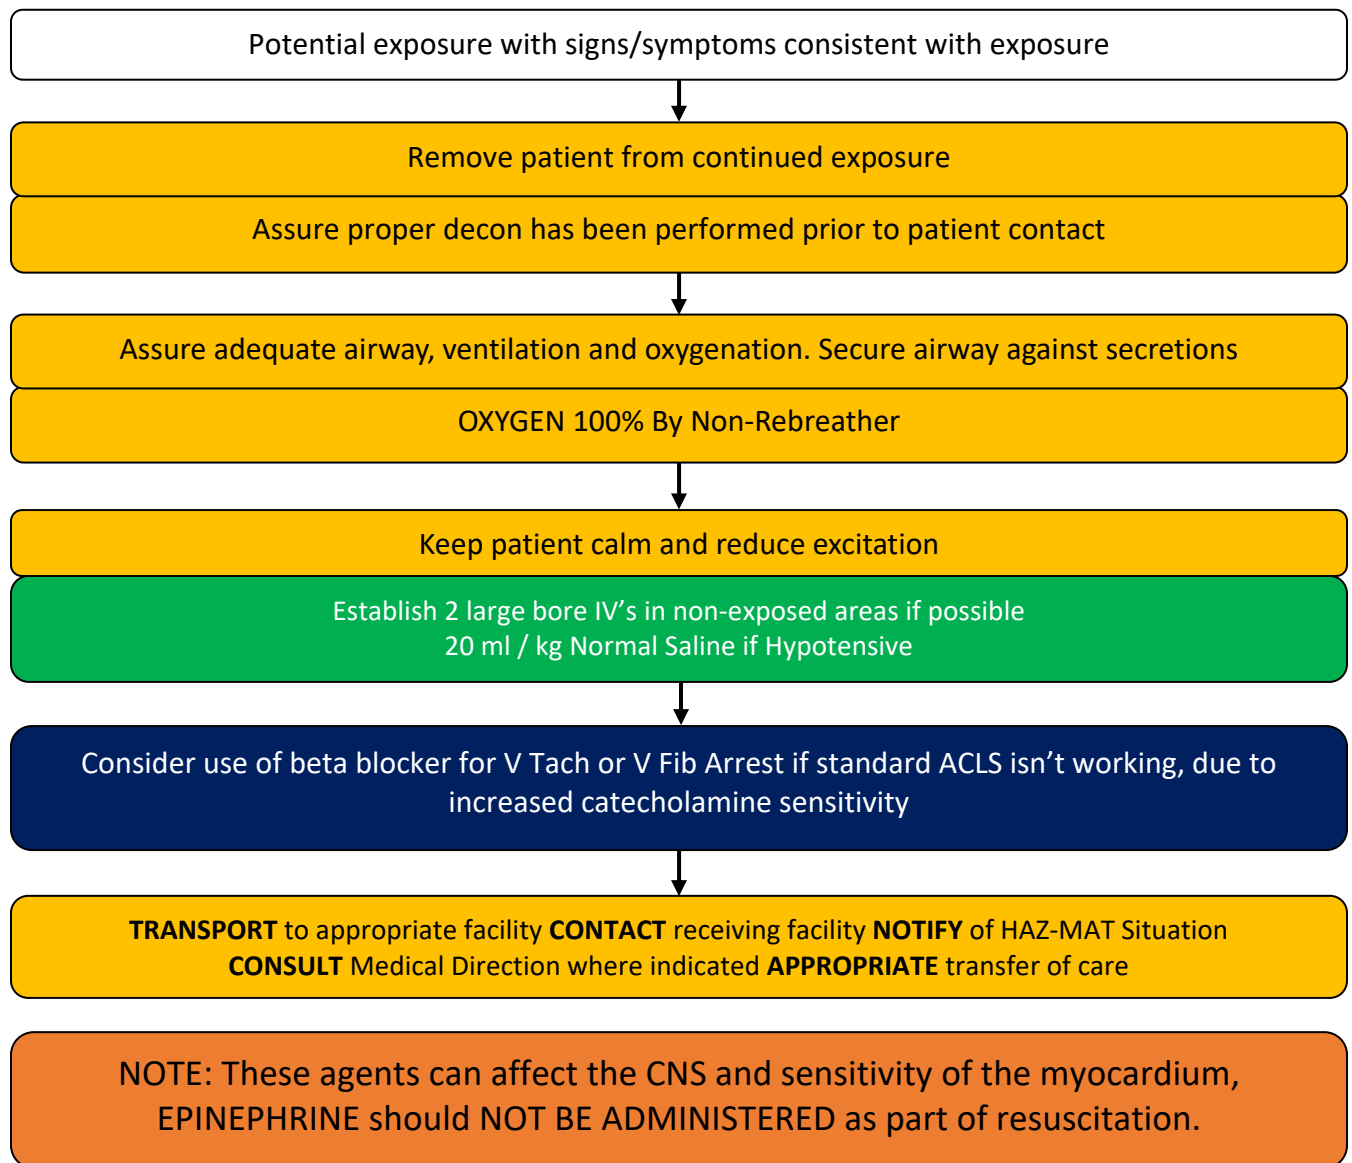 Potential exposure with signs/symptoms consistent with exposure
Remove patient from continued exposure
Assure proper decon has been performed prior to patient contact
Assure adequate airway, ventilation and oxygenation. Secure airway against secretions
OXYGEN 100% By Non-Rebreather
Keep patient calm and reduce excitation
Establish 2 large bore IV’s in non-exposed areas if possible
20 ml / kg Normal Saline if Hypotensive
Consider use of beta blocker for V Tach or V Fib Arrest if standard ACLS isn’t working, due to
increased catecholamine sensitivity
TRANSPORT to appropriate facility CONTACT receiving facility NOTIFY of HAZ-MAT Situation
CONSULT Medical Direction where indicated APPROPRIATE transfer of care
NOTE: These agents can affect the CNS and sensitivity of the myocardium,
EPINEPHRINE should NOT BE ADMINISTERED as part of resuscitation.